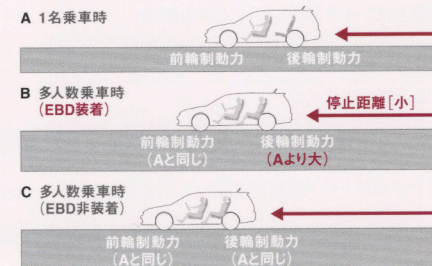 A 1名乗車時
前輪制動力 後輪制動力
B 多人数乗車時
(EBD装着)
停止距離[小]
前輪制動力 後輪制動力
(Aと同じ) (Aより大)
C 多人数乗車時
(EBD非装着)
前輪制動力 後輪制動力
(Aと同じ) (Aと同じ)